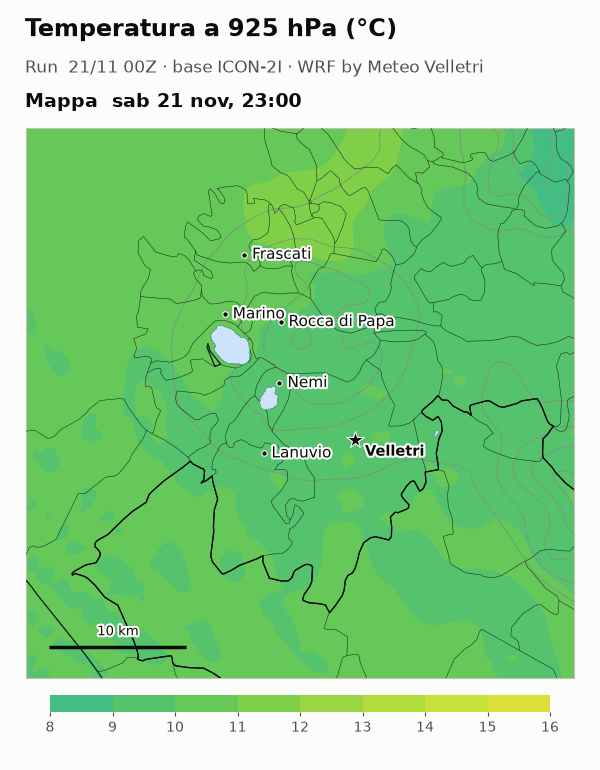 Temperatura a 925 hPa (°C)
Run  21/11 00Z · base ICON-2I · WRF by Meteo Velletri
Mappa  sab 21 nov, 23:00
Frascati
Marino
Rocca di Papa
Nemi
Velletri
Lanuvio
10 km
8 9 10 11 12 13 14 15 16